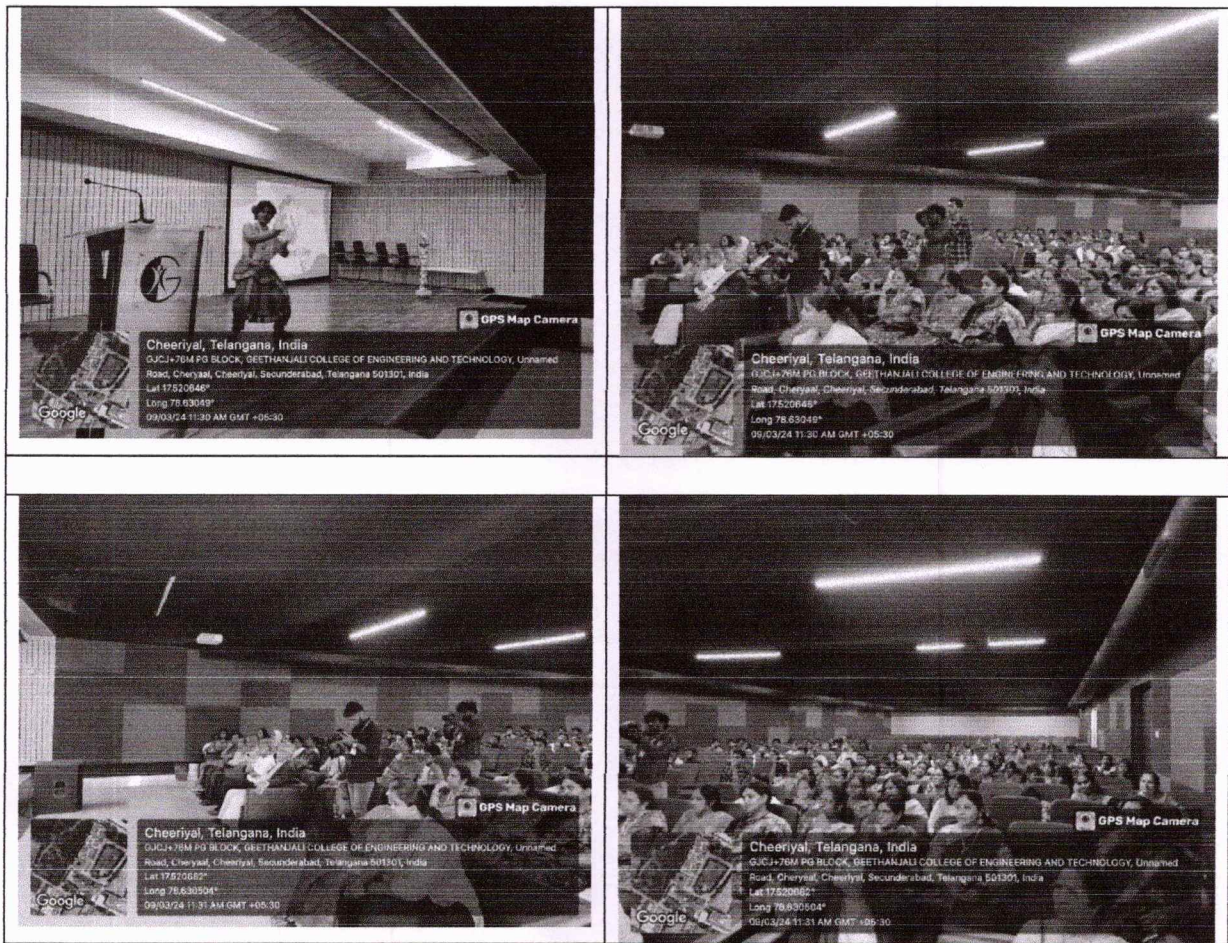 GPS Map Camera
Cheeriyal, Telangana, India
GJCJ+76M PG BLOCK, GEETHANJALI COLLEGE OF ENGINEERING AND TECHNOLOGY, Unnamed
Road, Cheryaal, Cheeriyal, Secunderabad, Telangana 501301, India
Lat 17.520646°
Long 78.63049°
09/03/24 11:30 AM GMT +05:30
Google
GPS Map Camera
Cheeriyal, Telangana, India
GJCJ+76M PG BLOCK, GEETHANJALI COLLEGE OF ENGINEERING AND TECHNOLOGY, Unnamed
Road, Cheryaal, Cheeriyal, Secunderabad, Telangana 501301, India
Lat 17.520646°
Long 78.63049°
09/03/24 11:30 AM GMT +05:30
Google
GPS Map Camera
Cheeriyal, Telangana, India
GJCJ+76M PG BLOCK, GEETHANJALI COLLEGE OF ENGINEERING AND TECHNOLOGY, Unnamed
Road, Cheryaal, Cheeriyal, Secunderabad, Telangana 501301, India
Lat 17.520682°
Long 78.630504°
09/03/24 11:31 AM GMT +05:30
Google
GPS Map Camera
Cheeriyal, Telangana, India
GJCJ+76M PG BLOCK, GEETHANJALI COLLEGE OF ENGINEERING AND TECHNOLOGY, Unnamed
Road, Cheryaal, Cheeriyal, Secunderabad, Telangana 501301, India
Lat 17.520682°
Long 78.630504°
09/03/24 11:31 AM GMT +05:30
Google